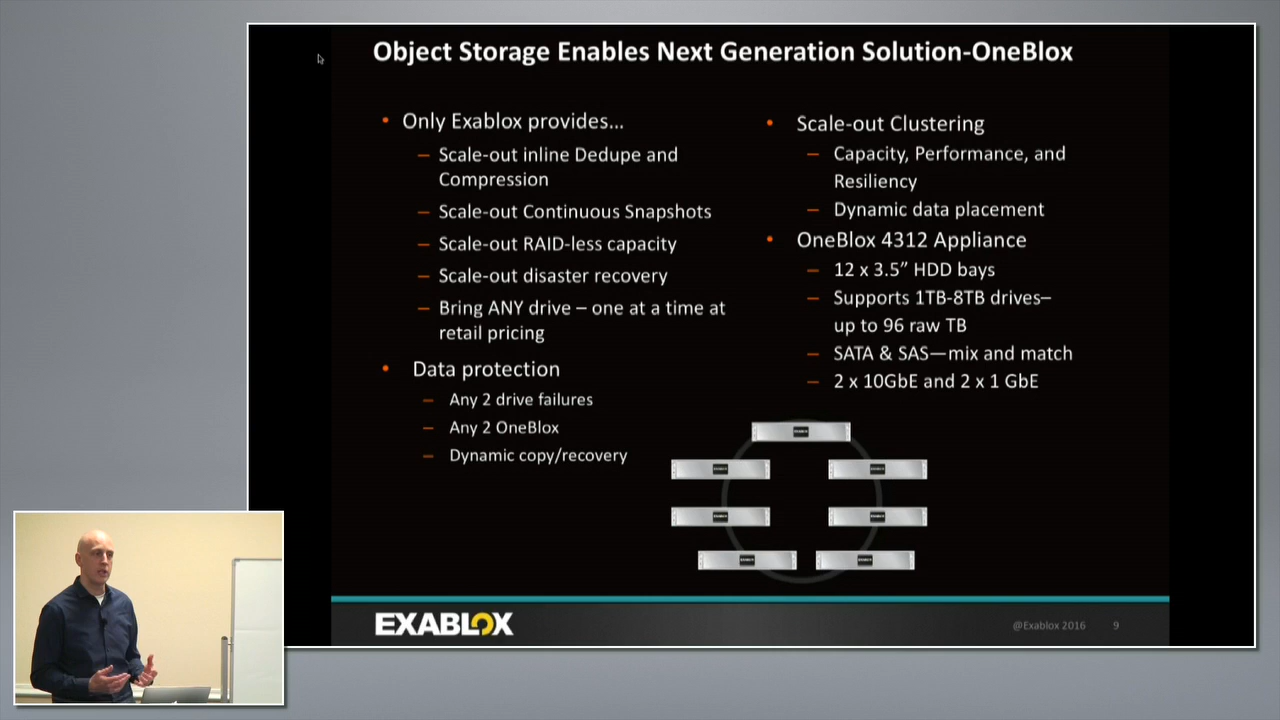 Object Storage Enables Next Generation Solution-OneBlox
• Only Exablox provides…
– Scale-out inline Dedupe and
Compression
– Scale-out Continuous Snapshots
– Scale-out RAID-less capacity
– Scale-out disaster recovery
– Bring ANY drive – one at a time at
retail pricing
• Data protection
– Any 2 drive failures
– Any 2 OneBlox
– Dynamic copy/recovery
• Scale-out Clustering
– Capacity, Performance, and
Resiliency
– Dynamic data placement
• OneBlox 4312 Appliance
– 12 x 3.5” HDD bays
– Supports 1TB-8TB drives–
up to 96 raw TB
– SATA & SAS—mix and match
– 2 x 10GbE and 2 x 1 GbE
EXABLOX
@Exablox 2016 9